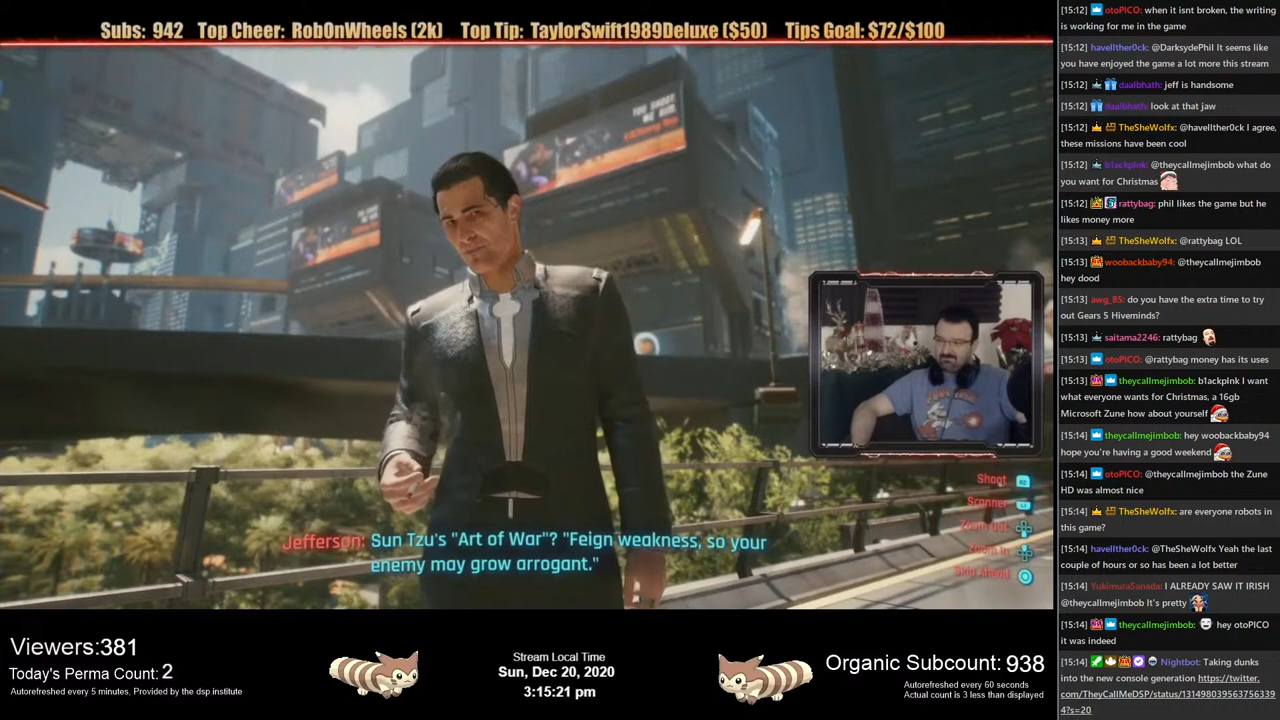 Subs: 942 Top Cheer: RobOnWheels (2k) Top Tip: TaylorSwift1989Deluxe ($50) Tips Goal: $72/$100
YOU SHOOT
Shoot
Scanner
Zoom out
Zoom in
Skip Ahead
Jefferson: Sun Tzu's "Art of War"? "Feign weakness, so your
enemy may grow arrogant."
Viewers:381
Today's Perma Count: 2
Autorefreshed every 5 minutes, Provided by the dsp institute
Stream Local Time
Sun, Dec 20, 2020
3:15:21 pm
Organic Subcount: 938
Autorefreshed every 60 seconds
Actual count is 3 less than displayed
[15:12] otoPICO: when it isnt broken, the writing
is working for me in the game
[15:12] havellther0ck: @DarksydePhil It seems like
you have enjoyed the game a lot more this stream
[15:12] daalbhath: jeff is handsome
[15:12] daalbhath: look at that jaw
[15:12] TheSheWolfx: @havellther0ck I agree,
these missions have been cool
[15:12] b1ackplnk: @theycallmejimbob what do
you want for Christmas
[15:12] rattybag: phil likes the game but he
likes money more
[15:13] TheSheWolfx: @rattybag LOL
[15:13] woobackbaby94: @theycallmejimbob
hey dood
[15:13] awg_85: do you have the extra time to try
out Gears 5 Hiveminds?
[15:13] saitama2246: rattybag
[15:13] otoPICO: @rattybag money has its uses
[15:13] theycallmejimbob: b1ackplnk I want
what everyone wants for Christmas, a 16gb
Microsoft Zune how about yourself
[15:14] theycallmejimbob: hey woobackbaby94
hope you're having a good weekend
[15:14] otoPICO: @theycallmejimbob the Zune
HD was almost nice
[15:14] TheSheWolfx: are everyone robots in
this game?
[15:14] havellther0ck: @TheSheWolfx Yeah the last
couple of hours or so has been a lot better
[15:14] YukimuraSanada: I ALREADY SAW IT IRISH
@theycallmejimbob It's pretty
[15:14] theycallmejimbob: hey otoPICO
it was indeed
[15:14] Nightbot: Taking dunks
into the new console generation https://twitter.
com/TheyCallMeDSP/status/131498039563756339
4?s=20